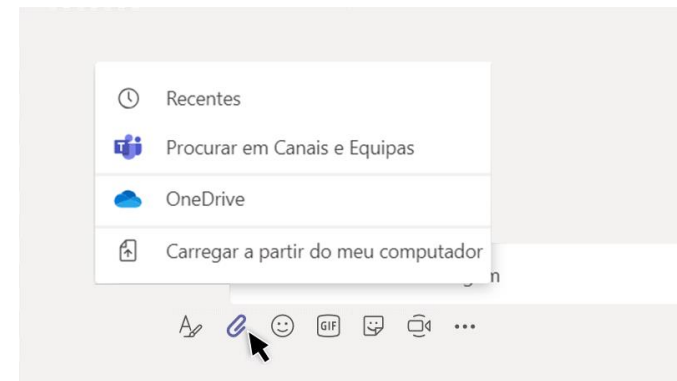 Recentes
Procurar em Canais e Equipas
OneDrive
Carregar a partir do meu computador
GIF